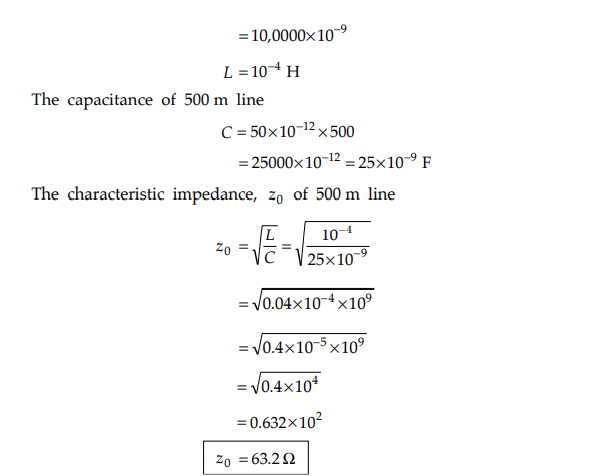 =10,0000×10⁻⁹
L =10⁻⁴ H
The capacitance of 500 m line
C = 50×10⁻¹²×500
=25000×10⁻¹² = 25×10⁻⁹ F
The characteristic impedance, z₀ of 500 m line
z₀ = √(L/C) = √(10⁻⁴/25×10⁻⁹)
= √0.04×10⁻⁴×10⁹
= √0.4×10⁻⁵×10⁹
= √0.4×10⁴
=0.632×10²
z₀ =63.2 Ω